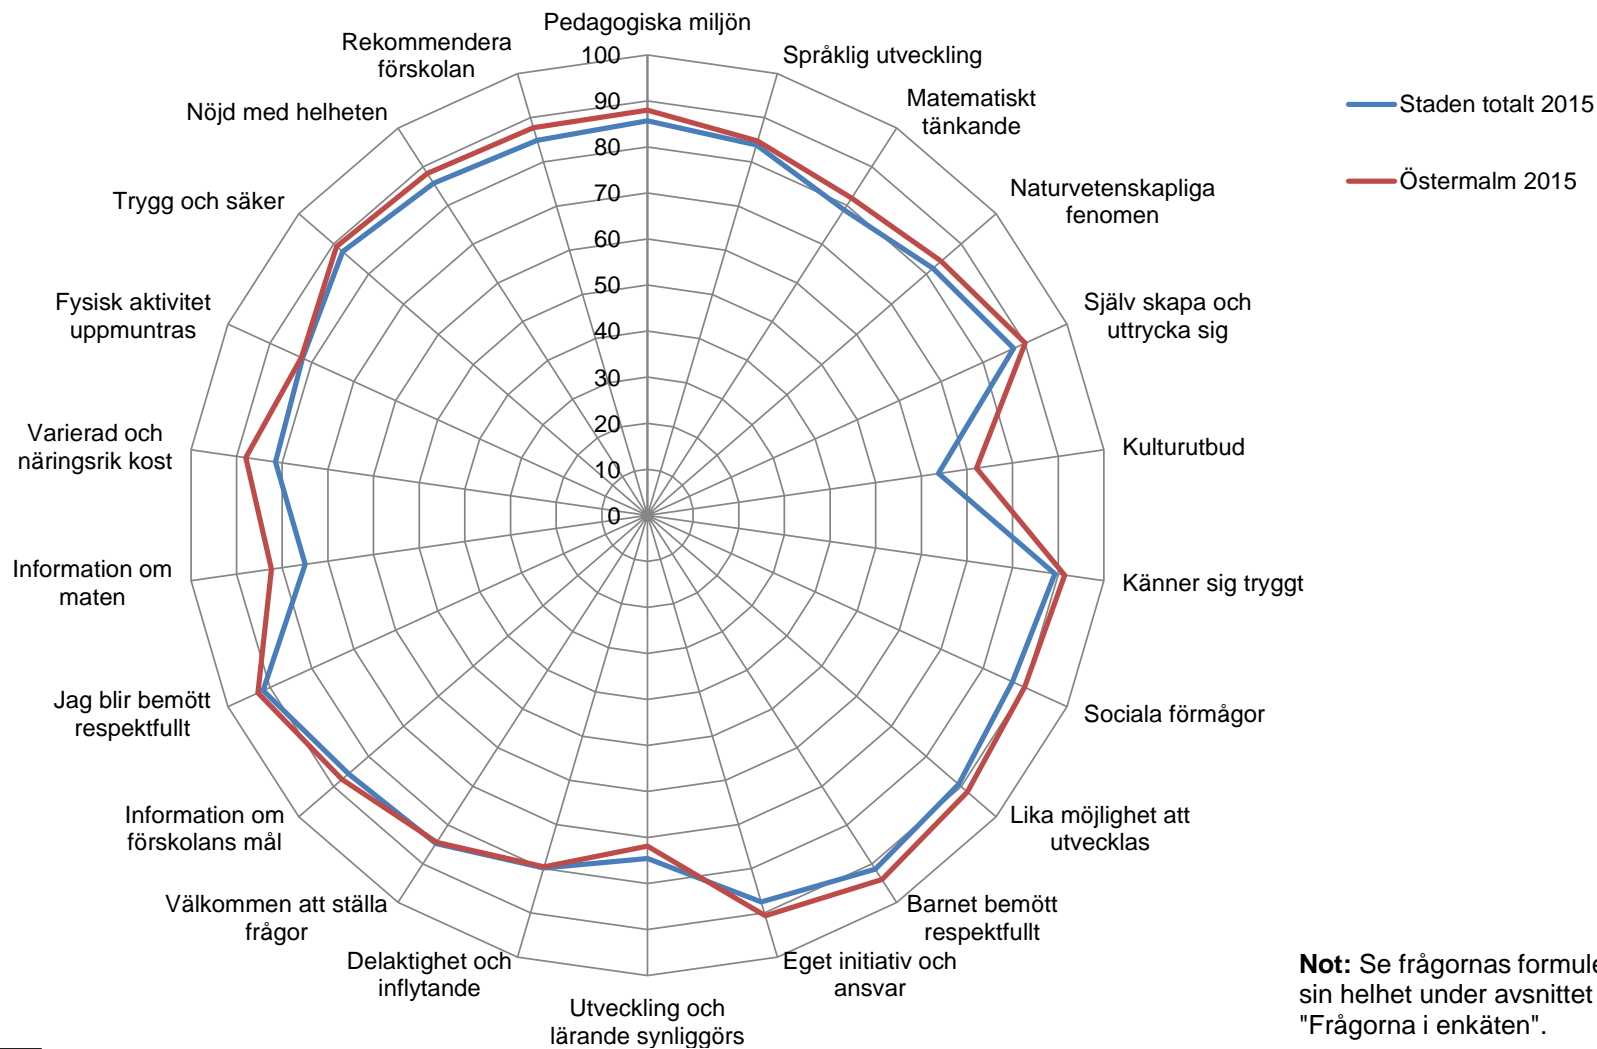 Pedagogiska miljön
Språklig utveckling
Matematiskt
tänkande
Naturvetenskapliga
fenomen
Själv skapa och
uttrycka sig
Kulturutbud
Känner sig tryggt
Sociala förmågor
Lika möjlighet att
utvecklas
Barnet bemött
respektfullt
Eget initiativ och
ansvar
Utveckling och
lärande synliggörs
Delaktighet och
inflytande
Välkommen att ställa
frågor
Information om
förskolans mål
Jag blir bemött
respektfullt
Information om
maten
Varierad och
näringsrik kost
Fysisk aktivitet
uppmuntras
Trygg och säker
Nöjd med helheten
Rekommendera
förskolan
100
90
80
70
60
50
40
30
20
10
0
Staden totalt 2015
Östermalm 2015
Not: Se frågornas
sin helhet under avsnittet
"Frågorna i enkäten".